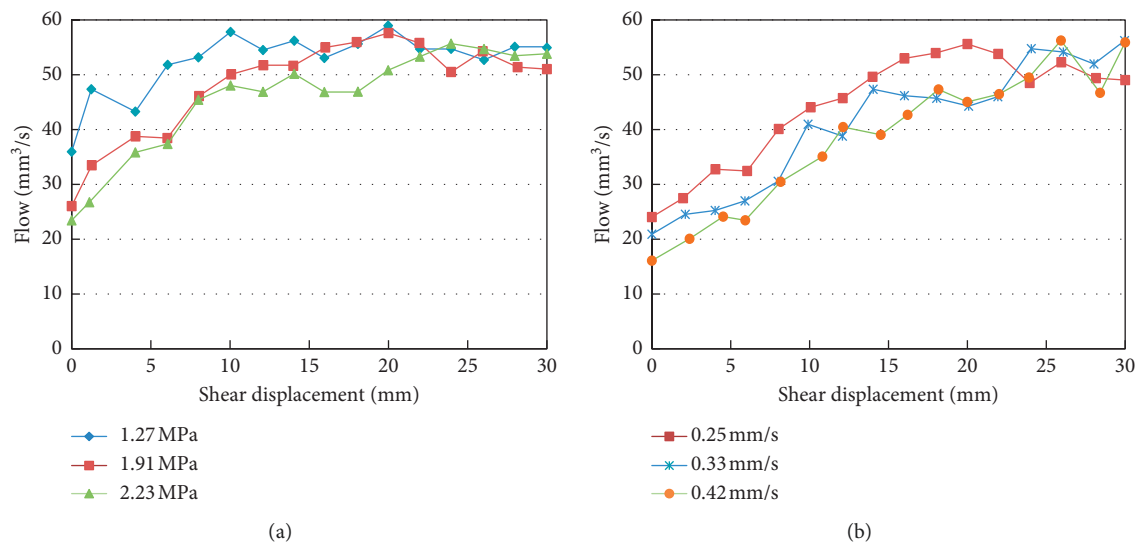 60
50
40
30
20
10
0
Flow (mm³/s)
0 5 10 15 20 25 30
Shear displacement (mm)
1.27 MPa
1.91 MPa
2.23 MPa
(a)
60
50
40
30
20
10
0
Flow (mm³/s)
0 5 10 15 20 25 30
Shear displacement (mm)
0.25 mm/s
0.33 mm/s
0.42 mm/s
(b)